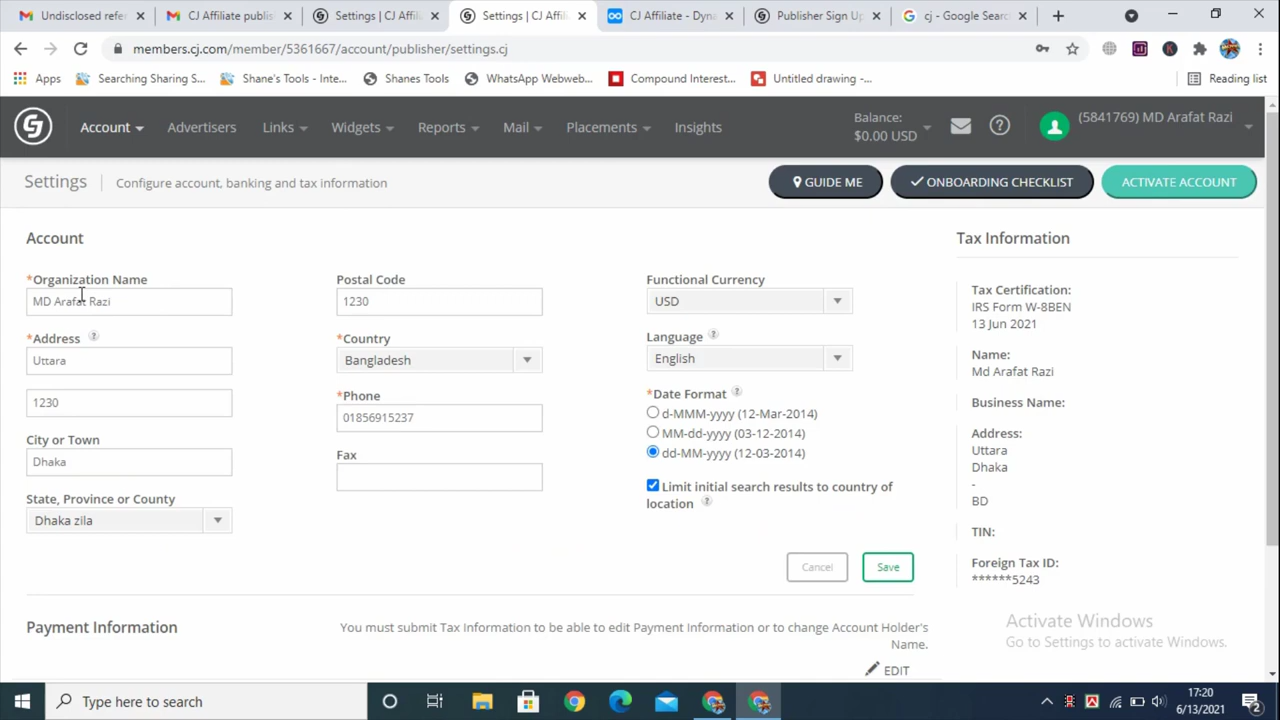 Undisclosed refer
CJ Affiliate publis
Settings | CJ Affil
Settings | CJ Affil
CJ Affiliate - Dyna
Publisher Sign Up
cj - Google Searc
members.cj.com/member/5361667/account/publisher/settings.cj
Apps
Searching Sharing S...
Shane's Tools - Inte...
Shanes Tools
WhatsApp Webweb...
Compound Interest...
Untitled drawing -...
Reading list
Account
Advertisers
Links
Widgets
Reports
Mail
Placements
Insights
Balance:
$0.00 USD
(5841769) MD Arafat Razi
Settings
Configure account, banking and tax information
GUIDE ME
ONBOARDING CHECKLIST
ACTIVATE ACCOUNT
Account
*Organization Name
MD Arafat Razi
*Address
Uttara
1230
City or Town
Dhaka
State, Province or County
Dhaka zila
Postal Code
1230
*Country
Bangladesh
*Phone
01856915237
Fax
Functional Currency
USD
Language
English
*Date Format
d-MMM-yyyy (12-Mar-2014)
MM-dd-yyyy (03-12-2014)
dd-MM-yyyy (12-03-2014)
Limit initial search results to country of
location
Cancel
Save
Tax Information
Tax Certification:
IRS Form W-8BEN
13 Jun 2021
Name:
Md Arafat Razi
Business Name:
Address:
Uttara
Dhaka
-
BD
TIN:
Foreign Tax ID:
******5243
Payment Information
You must submit Tax Information to be able to edit Payment Information or to change Account Holder's
Name.
EDIT
Activate Windows
Go to Settings to activate Windows.
Type here to search
17:20
6/13/2021
2